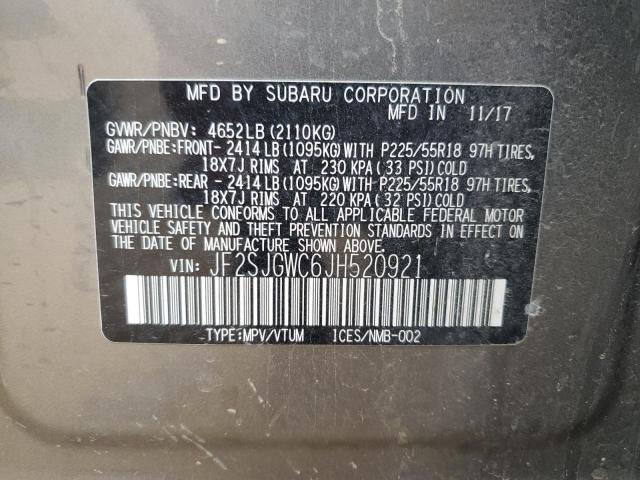 MFD BY SUBARU CORPORATION
MFD IN 11/17
GVWR/PNBV: 4652LB(2110KG)
GAWR/PNBE:FRONT- 2414LB(1095KG)WITH P225/55R18 97H TIRES,
18X7J RIMS AT 230 KPA(33 PSI)COLD
GAWR/PNBE:REAR - 2414LB(1095KG)WITH P225/55R18 97H TIRES,
18X7J RIMS AT 220 KPA(32 PSI)COLD
THIS VEHICLE CONFORMS TO ALL APPLICABLE FEDERAL MOTOR
VEHICLE SAFETY AND THEFT PREVENTION STANDARDS IN EFFECT ON
THE DATE OF MANUFACTURE SHOWN ABOVE.
VIN: JF2SJGWC6JH520921
TYPE:MPV/VTUM ICES/NMB-002